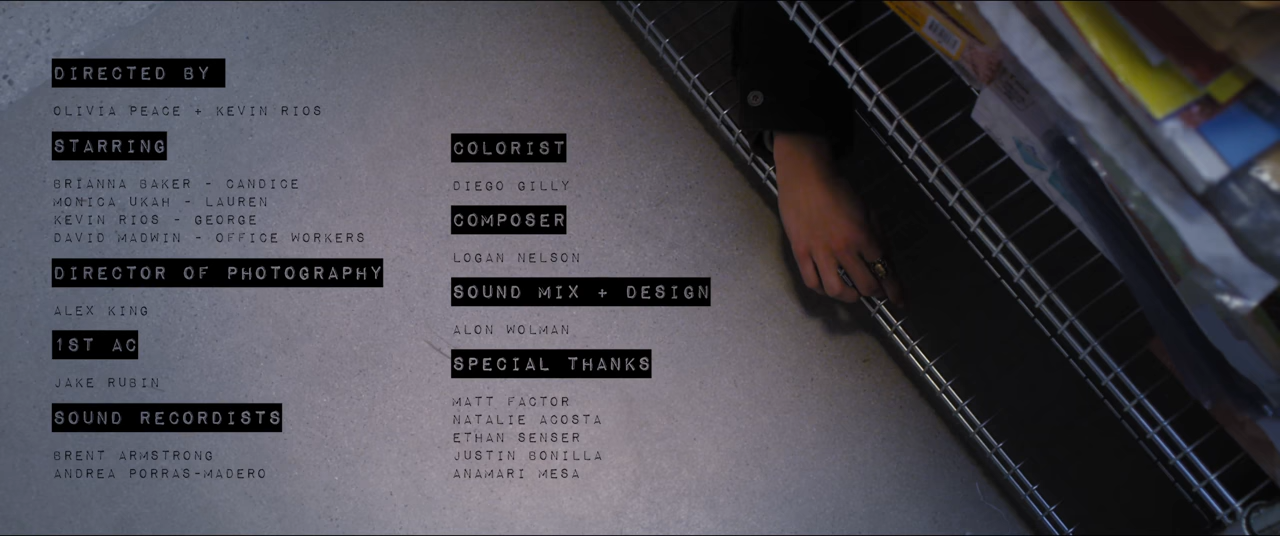 DIRECTED BY
OLIVIA PEACE + KEVIN RIOS
STARRING
BRIANNA BAKER - CANDICE
MONICA UKAH - LAUREN
KEVIN RIOS - GEORGE
DAVID MADWIN - OFFICE WORKERS
DIRECTOR OF PHOTOGRAPHY
ALEX KING
1ST AC
JAKE RUBIN
SOUND RECORDISTS
BRENT ARMSTRONG
ANDREA PORRAS-MADERO
COLORIST
DIEGO GILLY
COMPOSER
LOGAN NELSON
SOUND MIX + DESIGN
ALON WOLMAN
SPECIAL THANKS
MATT FACTOR
NATALIE ACOSTA
ETHAN SENSER
JUSTIN BONILLA
ANAMARI MESA